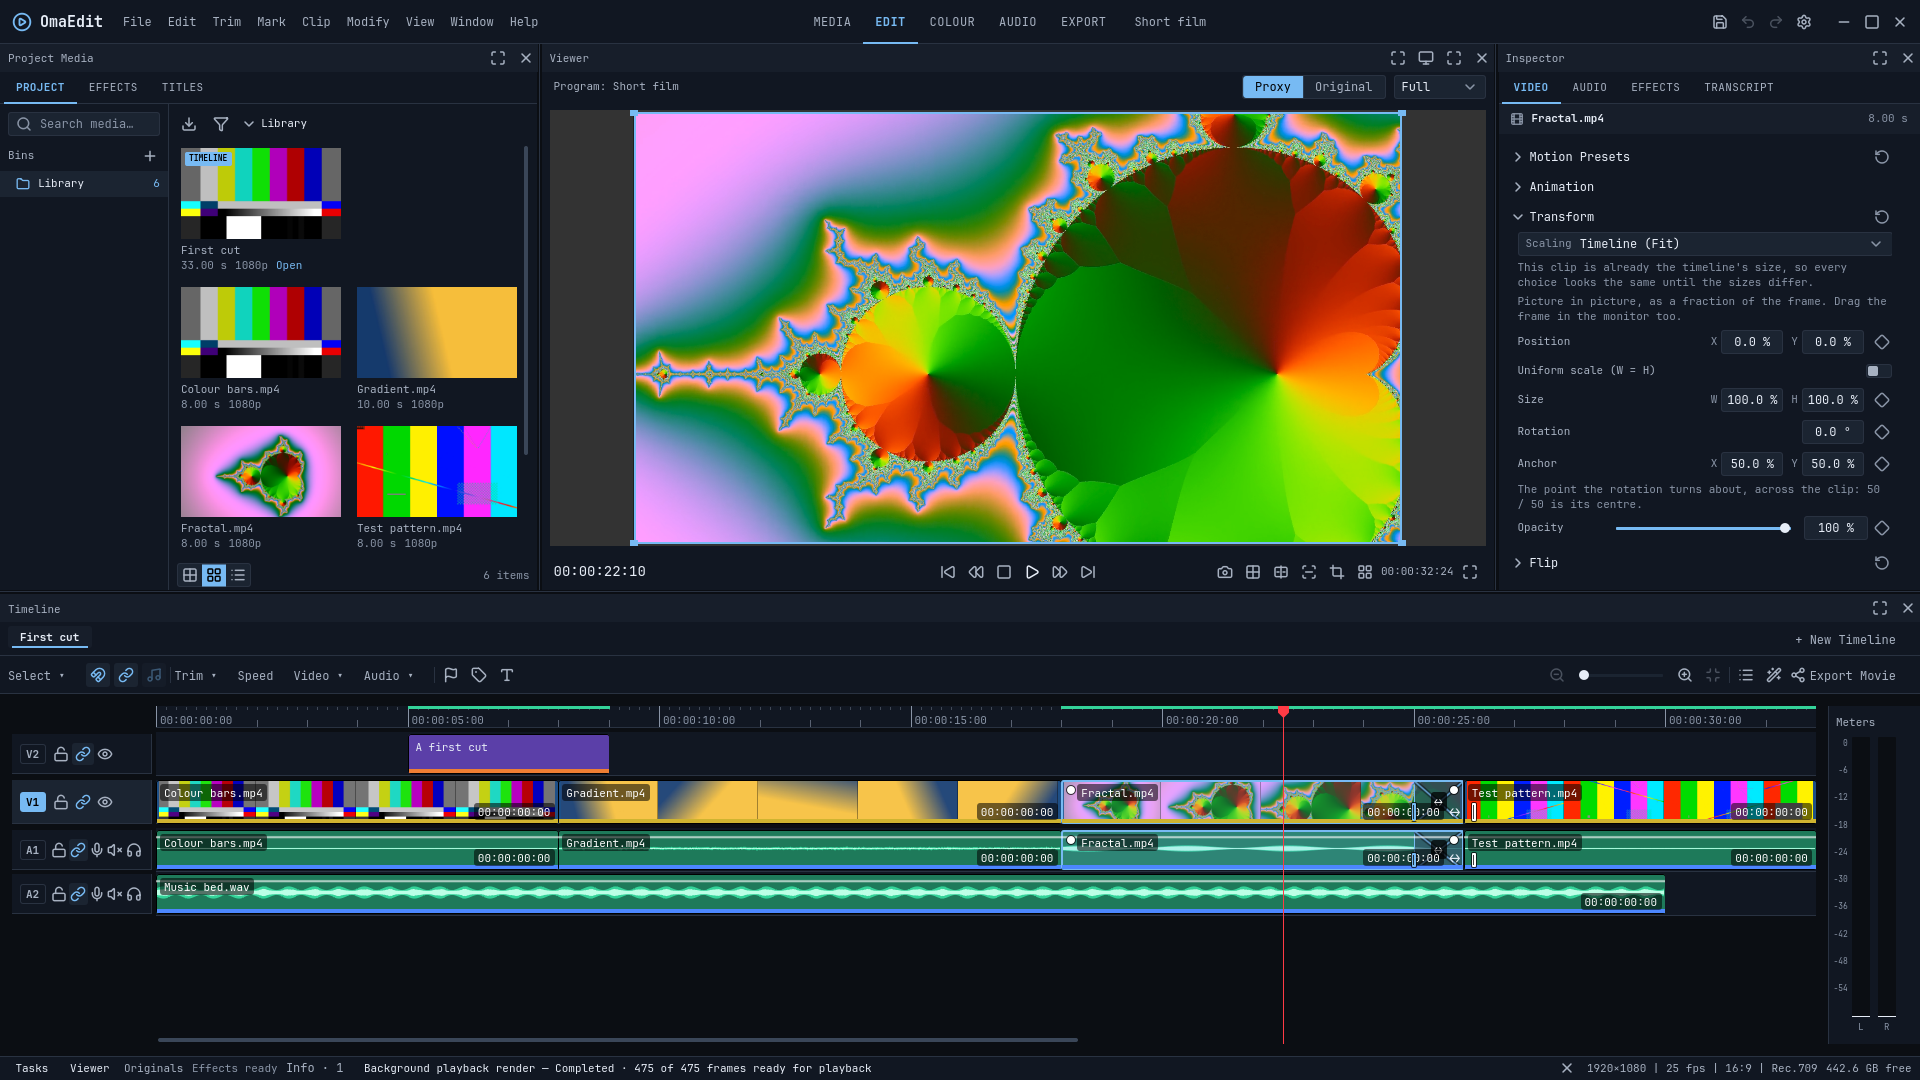 OmaEdit File Edit Trim Mark Clip Modify View Window Help MEDIA EDIT COLOUR AUDIO EXPORT Short film
Project Media
PROJECT EFFECTS TITLES
Search media…
Library
Bins
Library 6
TIMELINE
First cut
33.00 s 1080p Open
Colour bars.mp4
8.00 s 1080p
Gradient.mp4
10.00 s 1080p
Fractal.mp4
8.00 s 1080p
Test pattern.mp4
8.00 s 1080p
6 items
Viewer
Program: Short film
Proxy Original Full
00:00:22:10
00:00:32:24
Inspector
VIDEO AUDIO EFFECTS TRANSCRIPT
Fractal.mp4 8.00 s
Motion Presets
Animation
Transform
Scaling Timeline (Fit)
This clip is already the timeline's size, so every
choice looks the same until the sizes differ.
Picture in picture, as a fraction of the frame. Drag the
frame in the monitor too.
Position X 0.0 % Y 0.0 %
Uniform scale (W = H)
Size W 100.0 % H 100.0 %
Rotation 0.0 °
Anchor X 50.0 % Y 50.0 %
The point the rotation turns about, across the clip: 50
/ 50 is its centre.
Opacity 100 %
Flip
Timeline
First cut
+ New Timeline
Select Trim Speed Video Audio Export Movie
00:00:00:00 00:00:05:00 00:00:10:00 00:00:15:00 00:00:20:00 00:00:25:00 00:00:30:00
V2 A first cut
V1 Colour bars.mp4 00:00:00:00 Gradient.mp4 00:00:00:00 Fractal.mp4 00:00:00:00 Test pattern.mp4 00:00:00:00
A1 Colour bars.mp4 00:00:00:00 Gradient.mp4 00:00:00:00 Fractal.mp4 00:00:00:00 Test pattern.mp4 00:00:00:00
A2 Music bed.wav 00:00:00:00
Meters
0
-6
-12
-18
-24
-30
-36
-42
-48
-54
L R
Tasks Viewer Originals Effects ready Info · 1 Background playback render — Completed · 475 of 475 frames ready for playback 1920×1080 | 25 fps | 16:9 | Rec.709 442.6 GB free